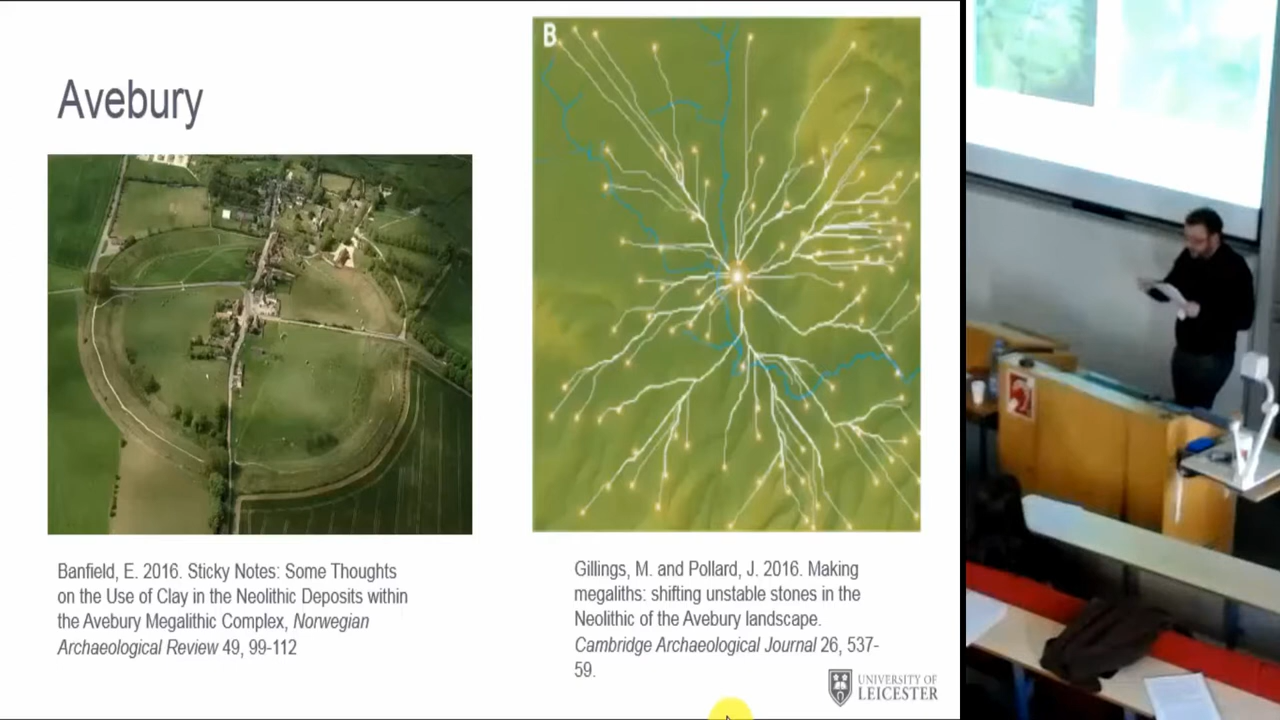 Avebury
Banfield, E. 2016. Sticky Notes: Some Thoughts
on the Use of Clay in the Neolithic Deposits within
the Avebury Megalithic Complex, Norwegian
Archaeological Review 49, 99-112
B
Gillings, M. and Pollard, J. 2016. Making
megaliths: shifting unstable stones in the
Neolithic of the Avebury landscape.
Cambridge Archaeological Journal 26, 537-
59.
UNIVERSITY OF
LEICESTER